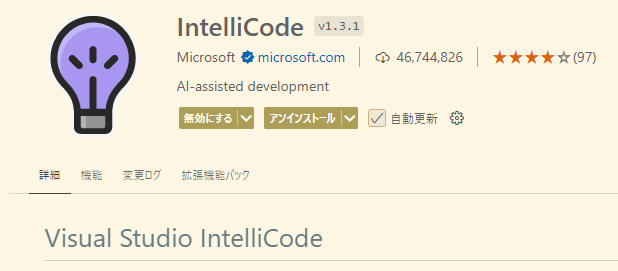 IntelliCode v1.3.1
Microsoft microsoft.com 46,744,826 (97)
AI-assisted development
無効にする アンインストール 自動更新
詳細 機能 変更ログ 拡張機能パック
Visual Studio IntelliCode